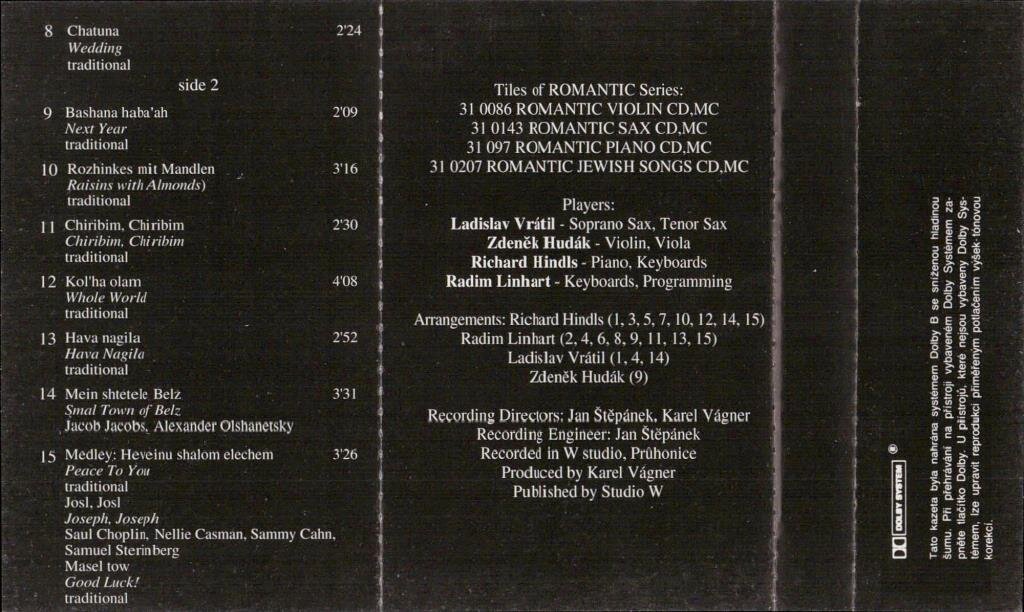 8 Chatuna 2'24
Wedding
traditional
side 2
9 Bashana haba'ah 2'09
Next Year
traditional
10 Rozhinkes mit Mandlen 3'16
Raisins with Almonds)
traditional
11 Chiribim, Chiribim 2'30
Chiribim, Chiribim
traditional
12 Kol'ha olam 4'08
Whole World
traditional
13 Hava nagila 2'52
Hava Nagila
traditional
14 Mein shtetele Belz 3'31
Smal Town of Belz
Jacob Jacobs, Alexander Olshanetsky
15 Medley: Heveinu shalom elechem 3'26
Peace To You
traditional
Josl, Josl
Joseph, Joseph
Saul Choplin, Nellie Casman, Sammy Cahn,
Samuel Sterinberg
Masel tow
Good Luck!
traditional
Tiles of ROMANTIC Series:
31 0086 ROMANTIC VIOLIN CD,MC
31 0143 ROMANTIC SAX CD,MC
31 097 ROMANTIC PIANO CD,MC
31 0207 ROMANTIC JEWISH SONGS CD,MC
Players:
Ladislav Vrátil - Soprano Sax, Tenor Sax
Zdeněk Hudák - Violin, Viola
Richard Hindls - Piano, Keyboards
Radim Linhart - Keyboards, Programming
Arrangements: Richard Hindls (1, 3, 5, 7, 10, 12, 14, 15)
Radim Linhart (2, 4, 6, 8, 9, 11, 13, 15)
Ladislav Vrátil (1, 4, 14)
Zdeněk Hudák (9)
Recording Directors: Jan Štěpánek, Karel Vágner
Recording Engineer: Jan Štěpánek
Recorded in W studio, Průhonice
Produced by Karel Vágner
Published by Studio W
DOLBY SYSTEM ®
Tato kazeta byla nahrána systémem Dolby B se sníženou hladinou
šumu. Při přehrávání na přístroji vybaveném Dolby Systémem za-
pněte tlačítko Dolby. U přístrojů, které nejsou vybaveny Dolby Sys-
témem, lze upravit reprodukci přiměřeným potlačením výšek tónovou
korekcí.